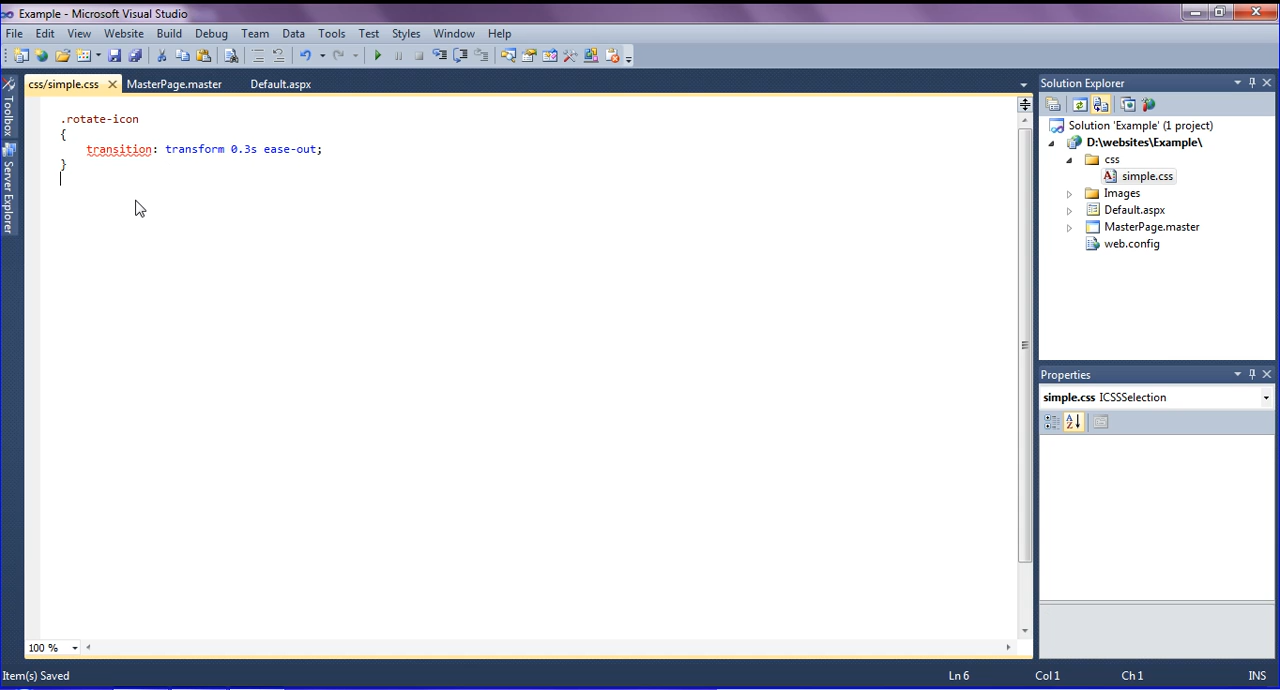 Example - Microsoft Visual Studio
File Edit View Website Build Debug Team Data Tools Test Styles Window Help
css/simple.css MasterPage.master Default.aspx
Toolbox
Server Explorer
.rotate-icon
{
transition: transform 0.3s ease-out;
}
100 %
Solution Explorer
Solution 'Example' (1 project)
D:\websites\Example\
css
simple.css
Images
Default.aspx
MasterPage.master
web.config
Properties
simple.css ICSSSelection
Item(s) Saved Ln 6 Col 1 Ch 1 INS